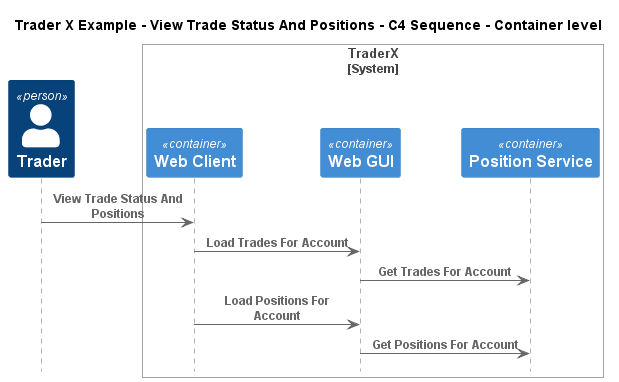 Trader X Example - View Trade Status And Positions - C4 Sequence - Container level
TraderX
[System]
«person»
Trader
«container»
Web Client
«container»
Web GUI
«container»
Position Service
View Trade Status And
Positions
Load Trades For Account
Get Trades For Account
Load Positions For
Account
Get Positions For Account